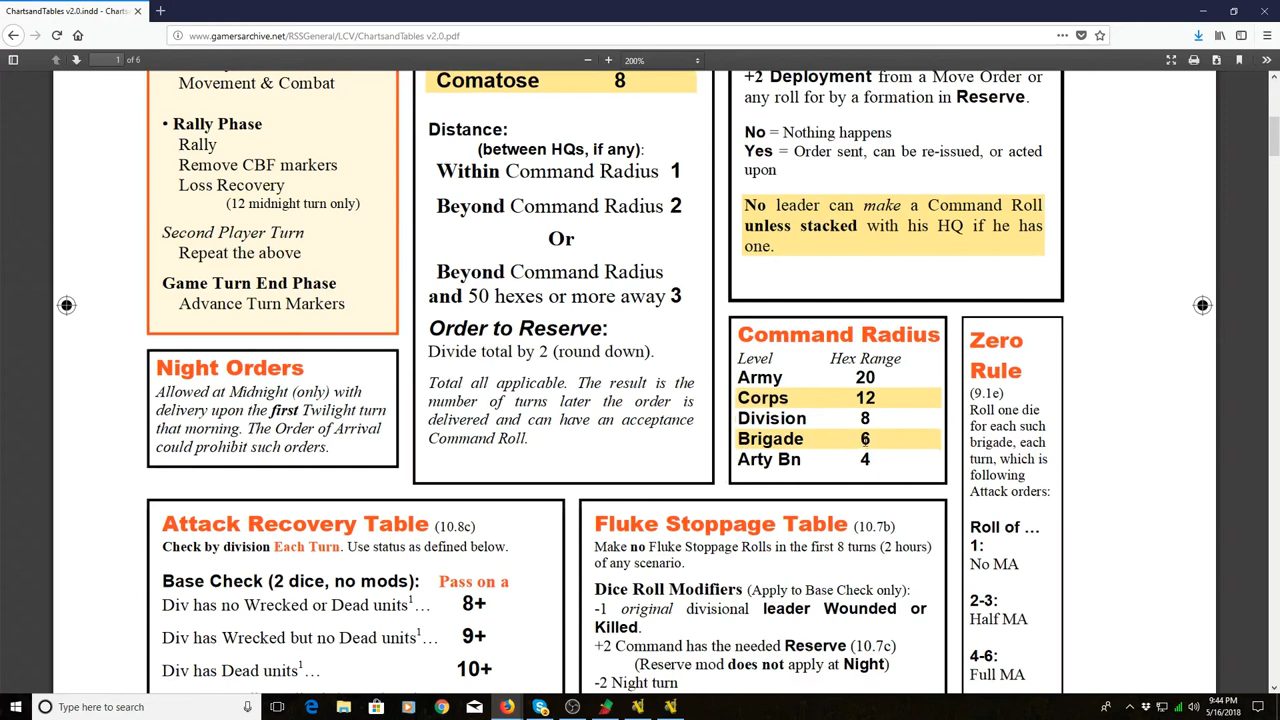 ChartsandTables v2.0.indd - Charts
www.gamersarchive.net/RSSGeneral/LCV/ChartsandTables v2.0.pdf
1 of 6
200%
Movement & Combat
• Rally Phase
Rally
Remove CBF markers
Loss Recovery
(12 midnight turn only)
Second Player Turn
Repeat the above
Game Turn End Phase
Advance Turn Markers
Night Orders
Allowed at Midnight (only) with
delivery upon the first Twilight turn
that morning. The Order of Arrival
could prohibit such orders.
Comatose 8
Distance:
(between HQs, if any):
Within Command Radius 1
Beyond Command Radius 2
Or
Beyond Command Radius
and 50 hexes or more away 3
Order to Reserve:
Divide total by 2 (round down).
Total all applicable. The result is the
number of turns later the order is
delivered and can have an acceptance
Command Roll.
+2 Deployment from a Move Order or
any roll for by a formation in Reserve.
No = Nothing happens
Yes = Order sent, can be re-issued, or acted
upon
No leader can make a Command Roll
unless stacked with his HQ if he has
one.
Command Radius
Level Hex Range
Army 20
Corps 12
Division 8
Brigade 6
Arty Bn 4
Zero
Rule
(9.1e)
Roll one die
for each such
brigade, each
turn, which is
following
Attack orders:
Roll of ...
1:
No MA
2-3:
Half MA
4-6:
Full MA
Attack Recovery Table (10.8c)
Check by division Each Turn. Use status as defined below.
Base Check (2 dice, no mods): Pass on a
Div has no Wrecked or Dead units1... 8+
Div has Wrecked but no Dead units1... 9+
Div has Dead units1... 10+
Fluke Stoppage Table (10.7b)
Make no Fluke Stoppage Rolls in the first 8 turns (2 hours)
of any scenario.
Dice Roll Modifiers (Apply to Base Check only):
-1 original divisional leader Wounded or
Killed.
+2 Command has the needed Reserve (10.7c)
(Reserve mod does not apply at Night)
-2 Night turn
Type here to search
9:44 PM
5/16/2018